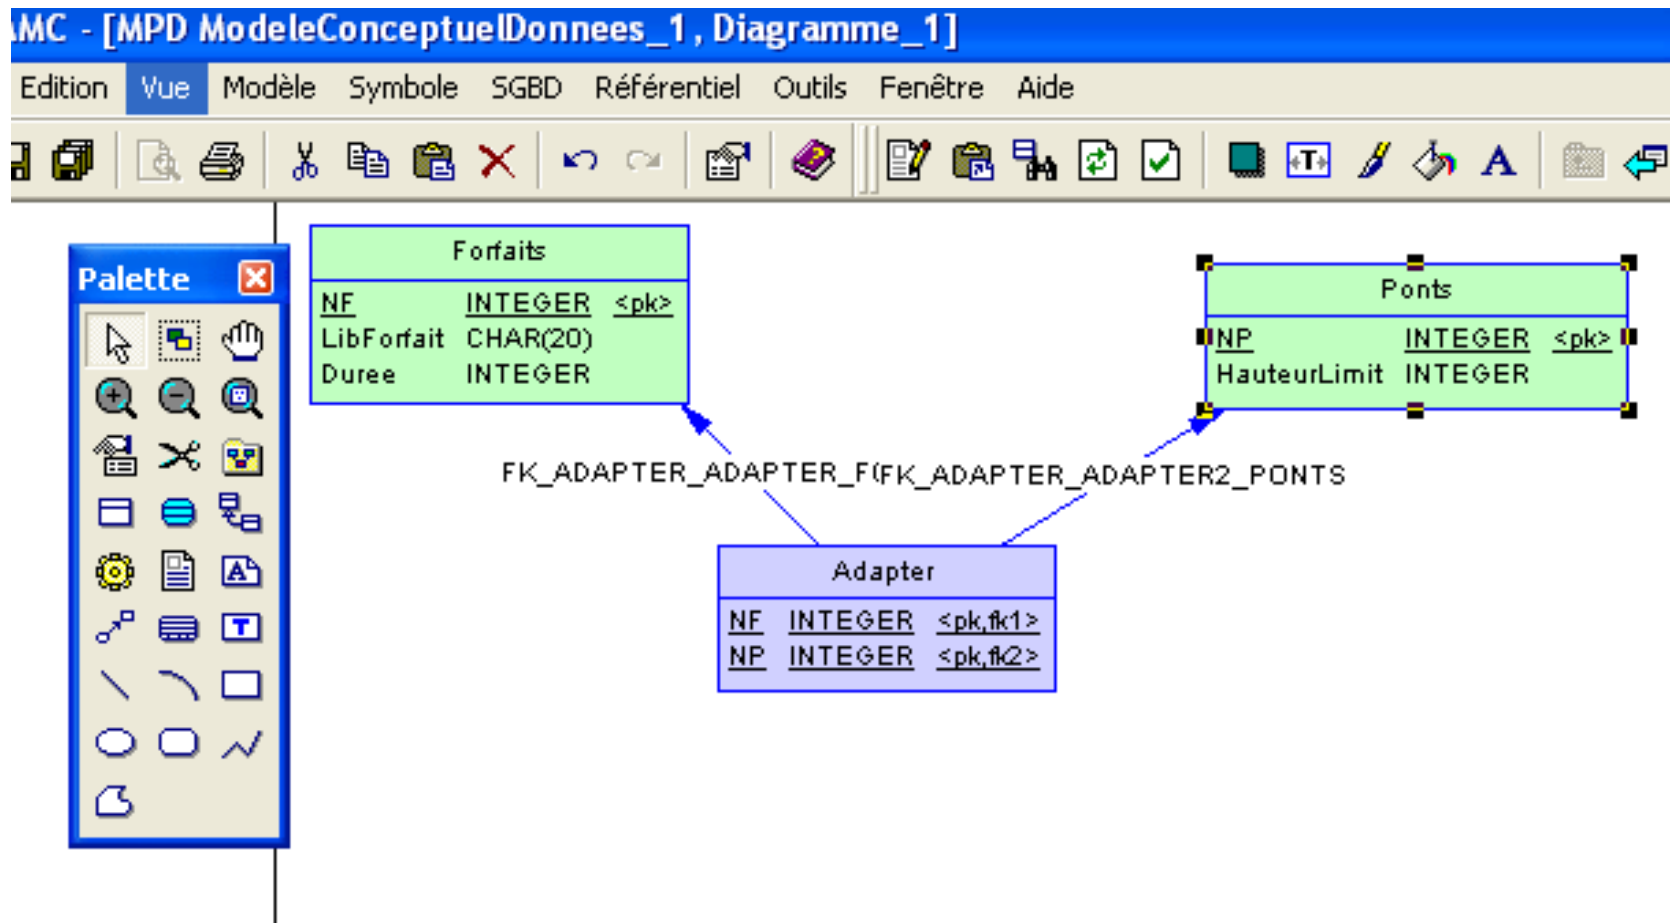 AMC - [MPD ModeleConceptuelDonnees_1, Diagramme_1]
Edition Vue Modèle Symbole SGBD Référentiel Outils Fenêtre Aide
Palette
Forfaits
NF INTEGER <pk>
LibForfait CHAR(20)
Duree INTEGER
Ponts
NP INTEGER <pk>
HauteurLimit INTEGER
FK_ADAPTER_ADAPTER_F
FK_ADAPTER_ADAPTER2_PONTS
Adapter
NF INTEGER <pk,fk1>
NP INTEGER <pk,fk2>